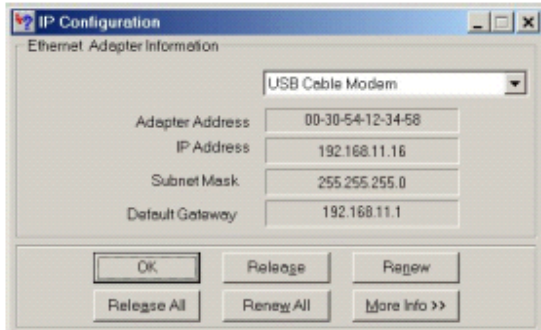 IP Configuration
Ethernet Adapter Information
USB Cable Modem
Adapter Address 00-30-54-12-34-58
IP Address 192.168.11.16
Subnet Mask 255.255.255.0
Default Gateway 192.168.11.1
OK Release Renew
Release All Renew All More Info >>